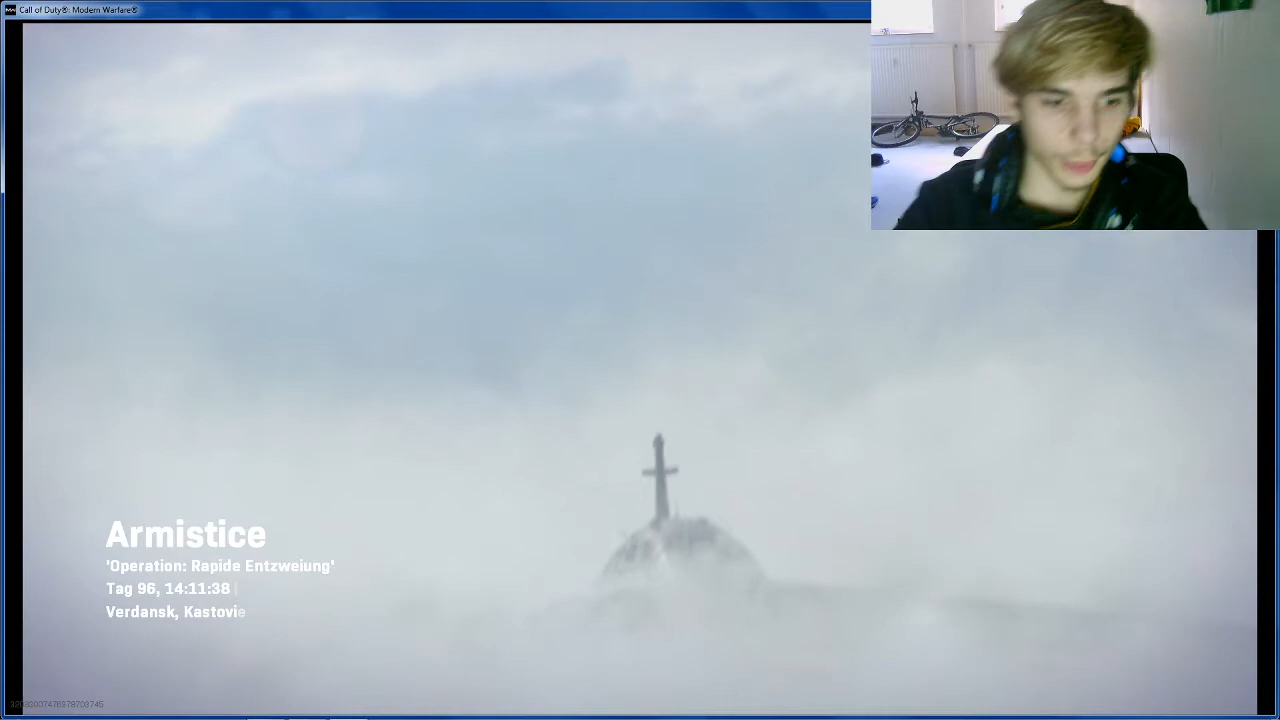 Call of Duty®: Modern Warfare®
Armistice
'Operation: Rapide Entzweiung'
Tag 96, 14:11:38
Verdansk, Kastovie